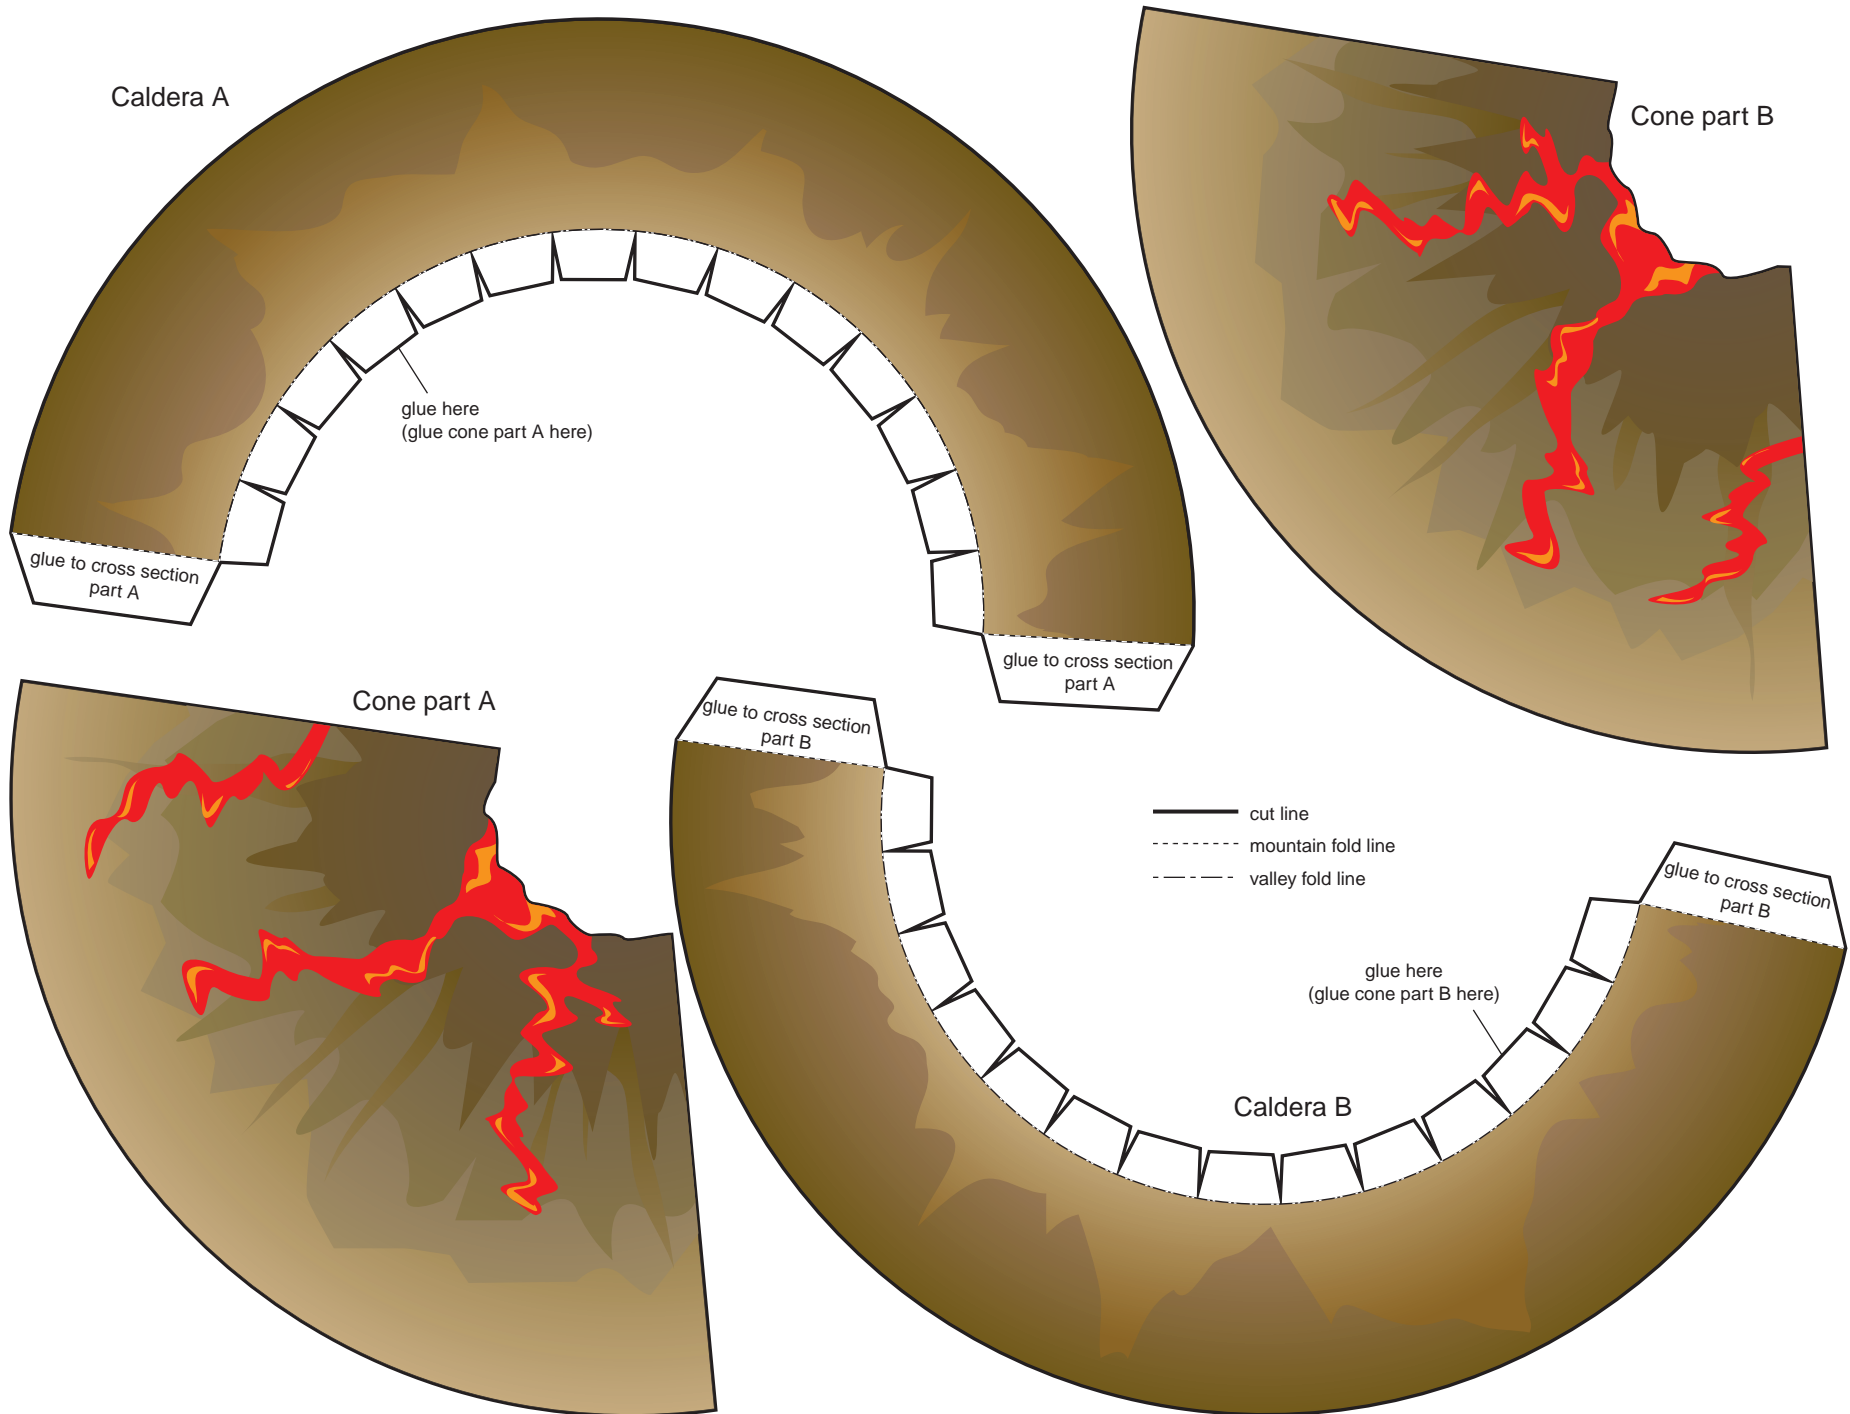 Caldera A
Cone part B
glue here
(glue cone part A here)
glue to cross section
part A
glue to cross section
part A
Cone part A
glue to cross section
part B
cut line
mountain fold line
valley fold line
glue to cross section
part B
glue here
(glue cone part B here)
Caldera B